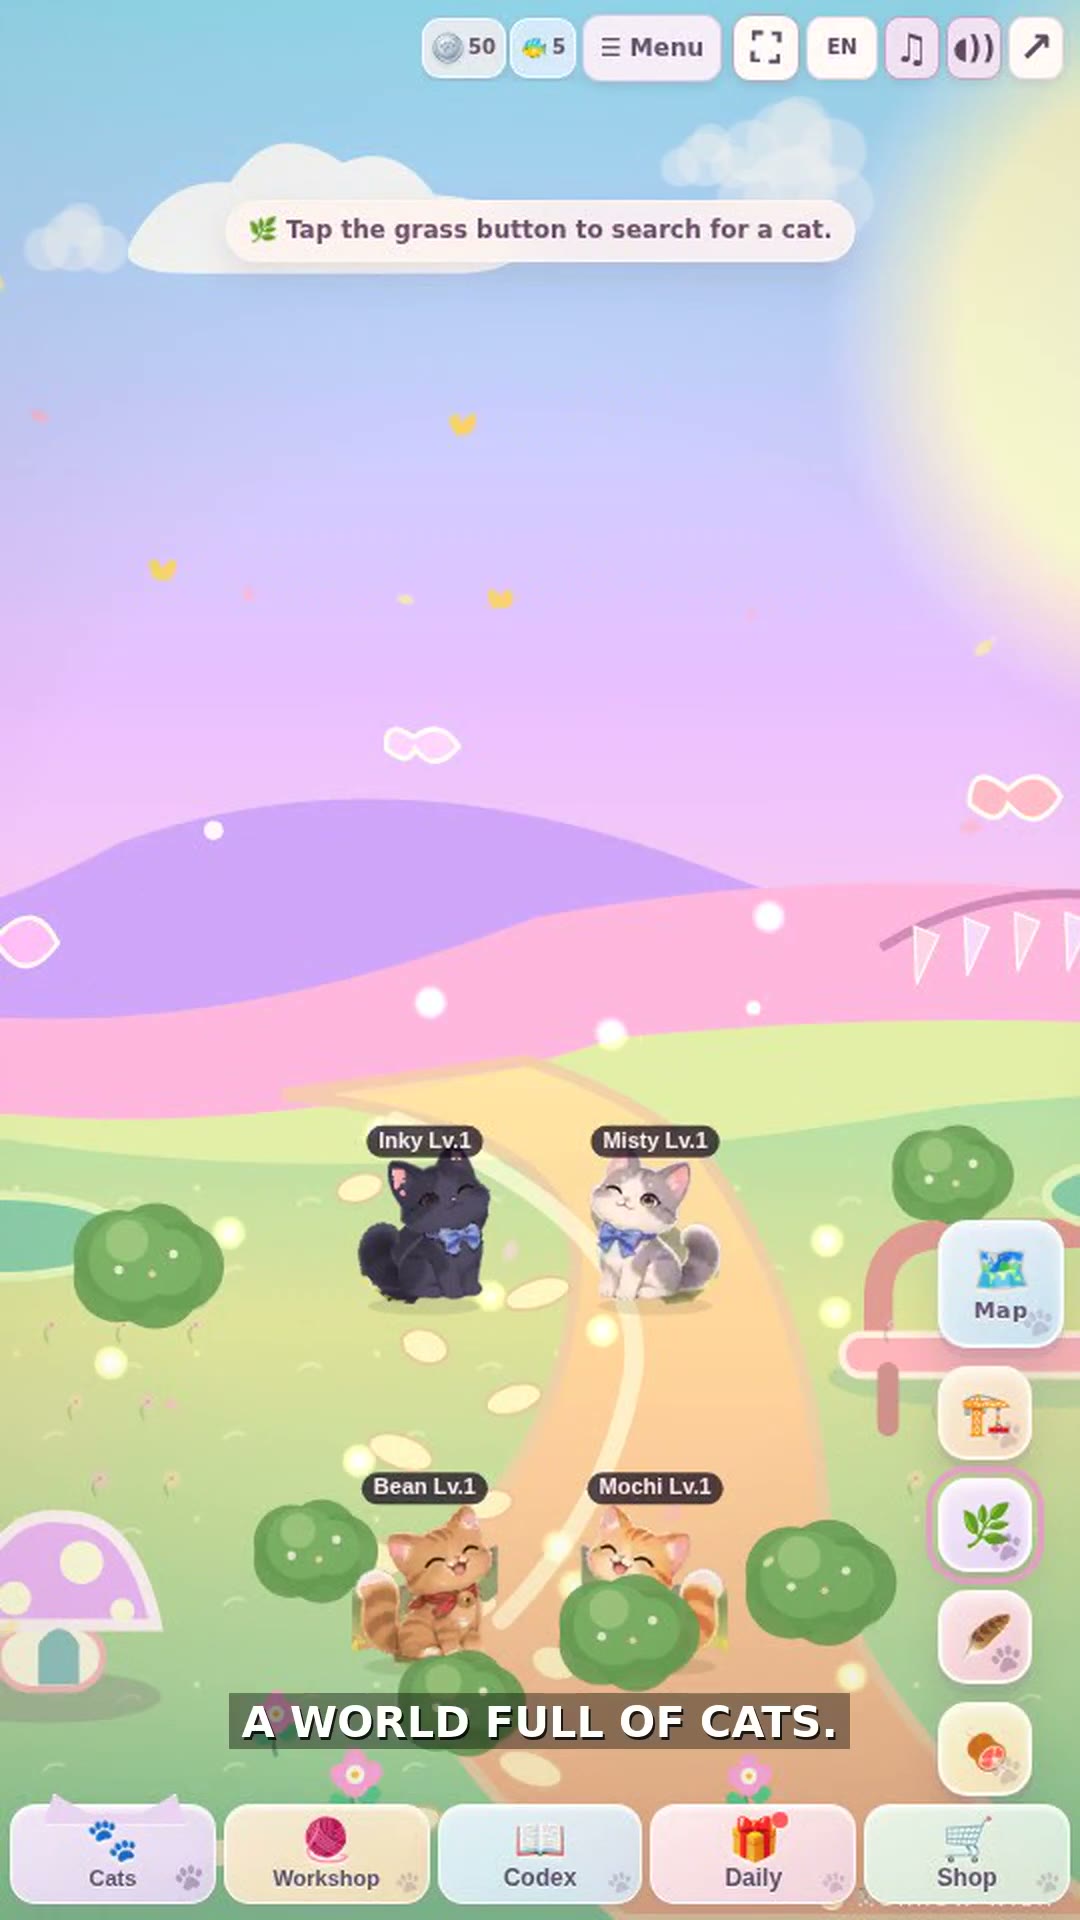 50
5
☰ Menu
EN
🌿 Tap the grass button to search for a cat.
Inky Lv.1
Misty Lv.1
Map
Bean Lv.1
Mochi Lv.1
A WORLD FULL OF CATS.
Cats
Workshop
Codex
Daily
Shop